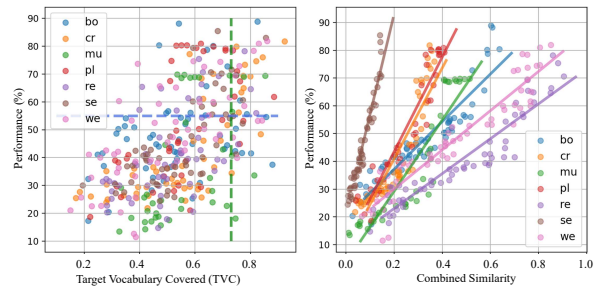 90
80
70
60
50
40
30
20
10
Performance (%)
bo
cr
mu
pl
re
se
we
0.2
0.4
0.6
0.8
Target Vocabulary Covered (TVC)
90
80
70
60
50
40
30
20
10
Performance (%)
bo
cr
mu
pl
re
se
we
0.0
0.2
0.4
0.6
0.8
1.0
Combined Similarity